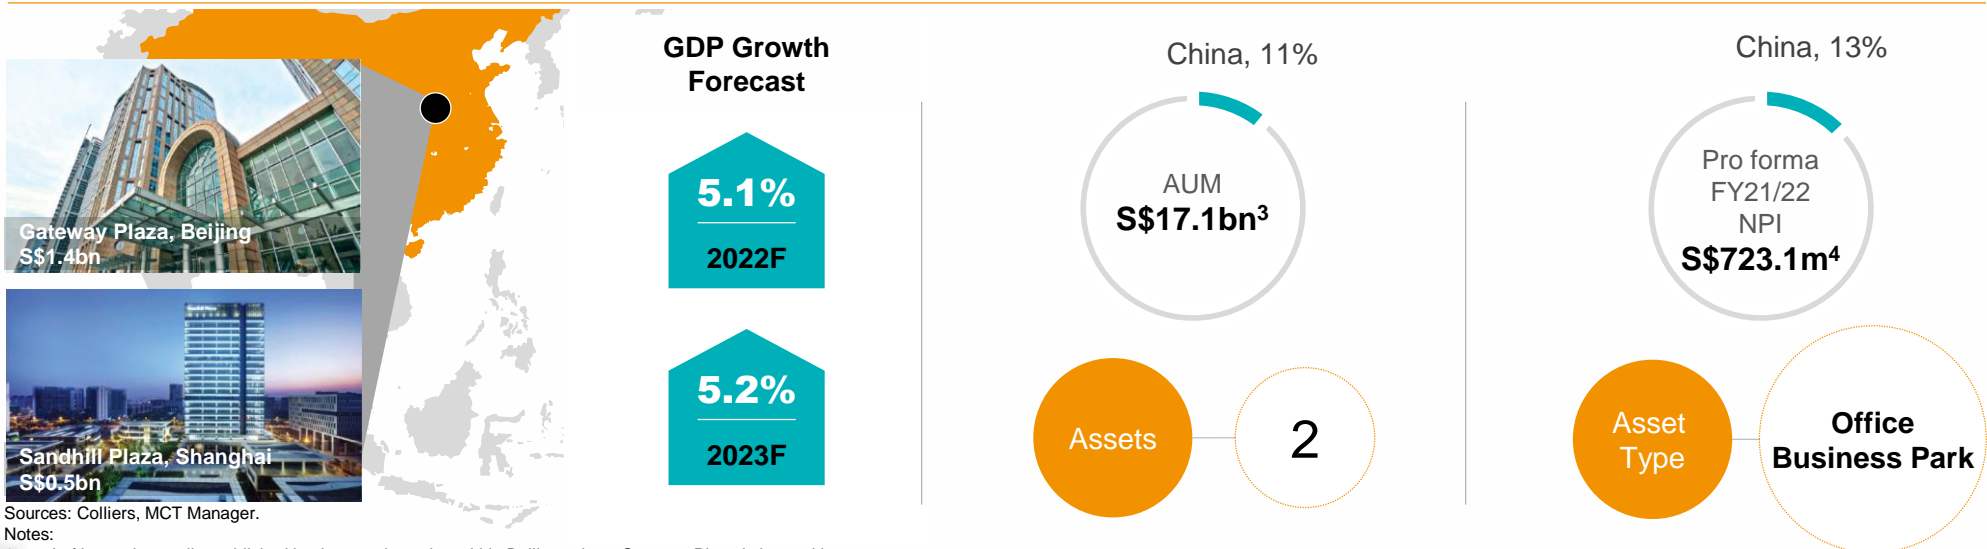 GDP Growth
Forecast
5.1%
2022F
5.2%
2023F
Gateway Plaza, Beijing
S$1.4bn
Sandhill Plaza, Shanghai
S$0.5bn
China, 11%
AUM
S$17.1bn³
Assets
2
China, 13%
Pro forma
FY21/22
NPI
S$723.1m⁴
Asset
Type
Office
Business Park
Sources: Colliers, MCT Manager.
Notes: